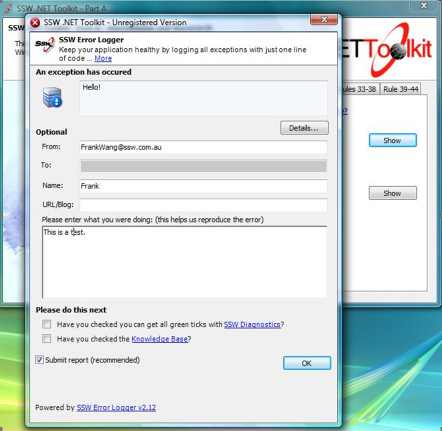 SSW .NET Toolkit - Part A
SSW .NET Toolkit - Unregistered Version
SSW
SSW Error Logger
Keep your application healthy by logging all exceptions with just one line
of code ... More
An exception has occured
Hello!
Details...
Optional
From:
FrankWang@ssw.com.au
To:
Name:
Frank
URL/Blog:
Please enter what you were doing: (this helps us reproduce the error)
This is a test.
Please do this next
Have you checked you can get all green ticks with SSW Diagnostics?
Have you checked the Knowledge Base?
Submit report (recommended)
OK
Powered by SSW Error Logger v2.12
ETToolkit
ules 33-38
Rule 39-44
Show
Show